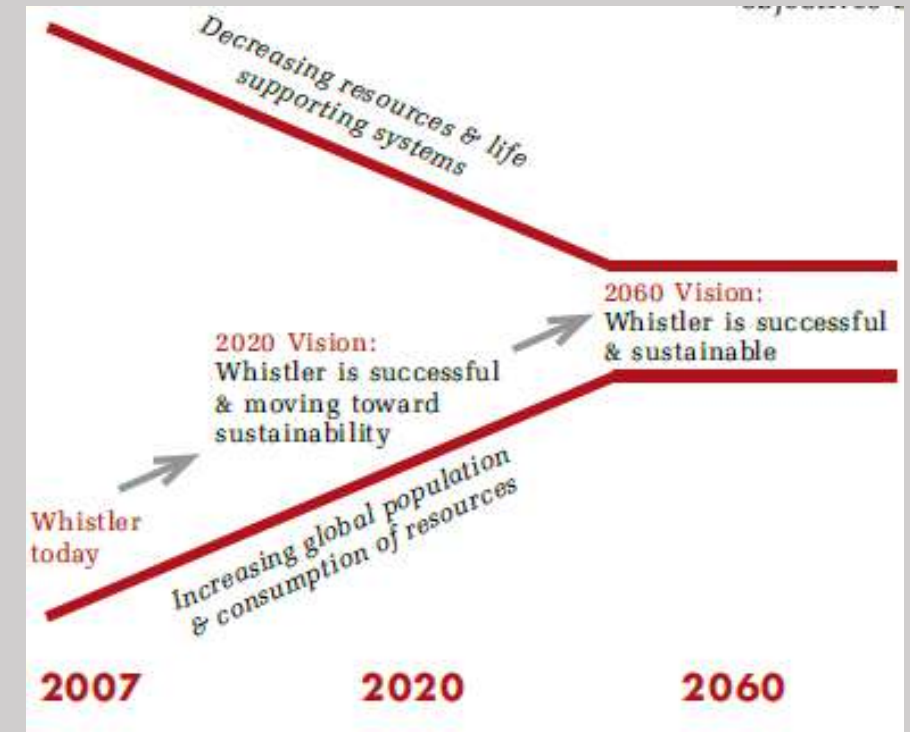 Decreasing resources & life
supporting systems
2060 Vision:
Whistler is successful
& sustainable
2020 Vision:
Whistler is successful
& moving toward
sustainability
Whistler
today
Increasing global population
& consumption of resources
2007 2020 2060